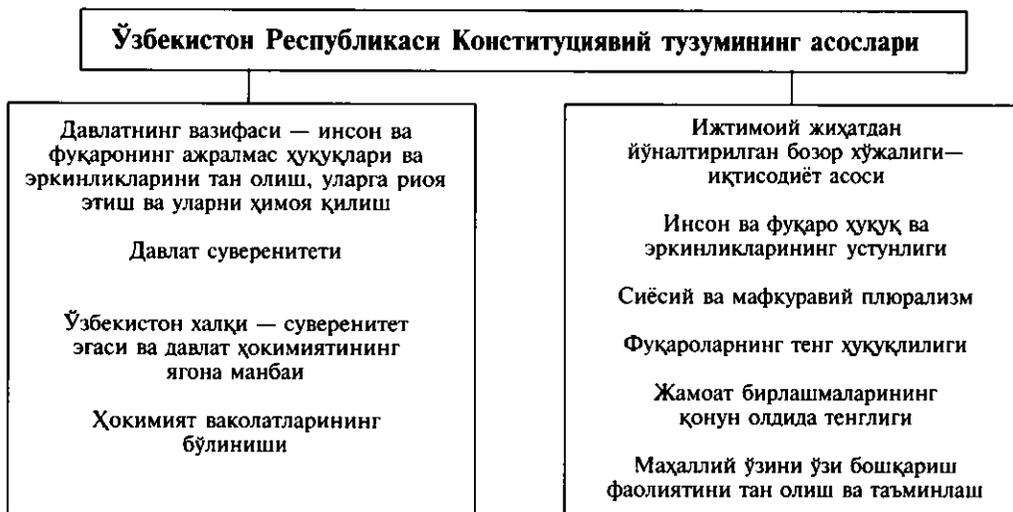 Ўзбекистон Республикаси Конституциявий тузумининг асослари
Давлатнинг вазифаси — инсон ва
фуқаронинг ажралмас ҳуқуқлари ва
эркинликларини тан олиш, уларга риоя
этиш ва уларни ҳимоя қилиш
Давлат суверенитети
Ўзбекистон халқи — суверенитет
эгаси ва давлат ҳокимиятининг
ягона манбаи
Ҳокимият ваколатларининг
бўлиниши
Ижтимоий жиҳатдан
йўналтирилган бозор хўжалиги—
иқтисодиёт асоси
Инсон ва фуқаро ҳуқуқ ва
эркинликларининг устунлиги
Сиёсий ва мафкуравий плюрализм
Фуқароларнинг тенг ҳуқуқлилиги
Жамоат бирлашмаларининг
қонун олдида тенглиги
Маҳаллий ўзини ўзи бошқариш
фаолиятини тан олиш ва таъминлаш